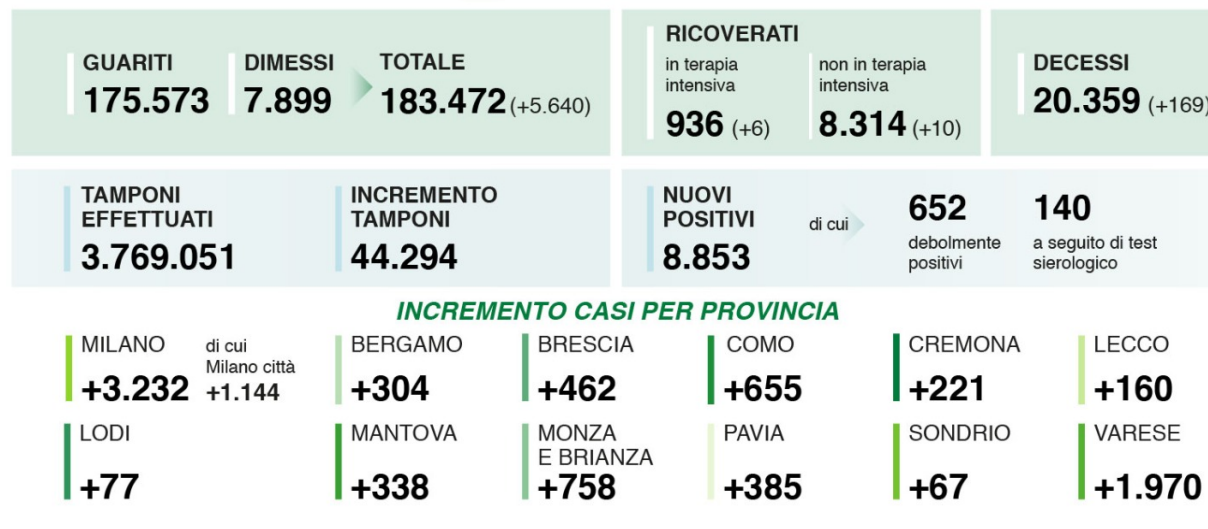 GUARITI
175.573
DIMESSI
7.899
TOTALE
183.472 (+5.640)
RICOVERATI
in terapia
intensiva
936 (+6)
non in terapia
intensiva
8.314 (+10)
DECESSI
20.359 (+169)
TAMPONI
EFFETTUATI
3.769.051
INCREMENTO
TAMPONI
44.294
NUOVI
POSITIVI
8.853
di cui
652
debolmente
positivi
140
a seguito di test
sierologico
INCREMENTO CASI PER PROVINCIA
MILANO
+3.232
di cui
Milano città
+1.144
BERGAMO
+304
BRESCIA
+462
COMO
+655
CREMONA
+221
LECCO
+160
LODI
+77
MANTOVA
+338
MONZA
E BRIANZA
+758
PAVIA
+385
SONDRIO
+67
VARESE
+1.970